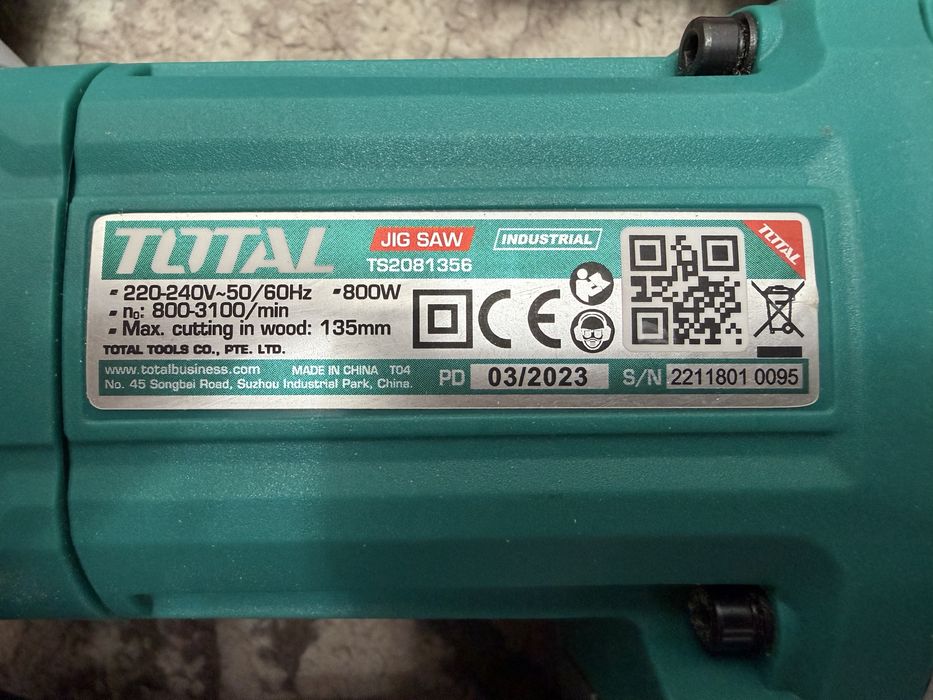 TOTAL
JIG SAW
INDUSTRIAL
TS2081356
TOTAL
▪ 220-240V~50/60Hz ▪800W
▪ n₀: 800-3100/min
▪ Max. cutting in wood: 135mm
TOTAL TOOLS CO., PTE. LTD.
CE
www.totalbusiness.com MADE IN CHINA T04
No. 45 Songbei Road, Suzhou Industrial Park, China.
PD 03/2023 S/N 2211801 0095